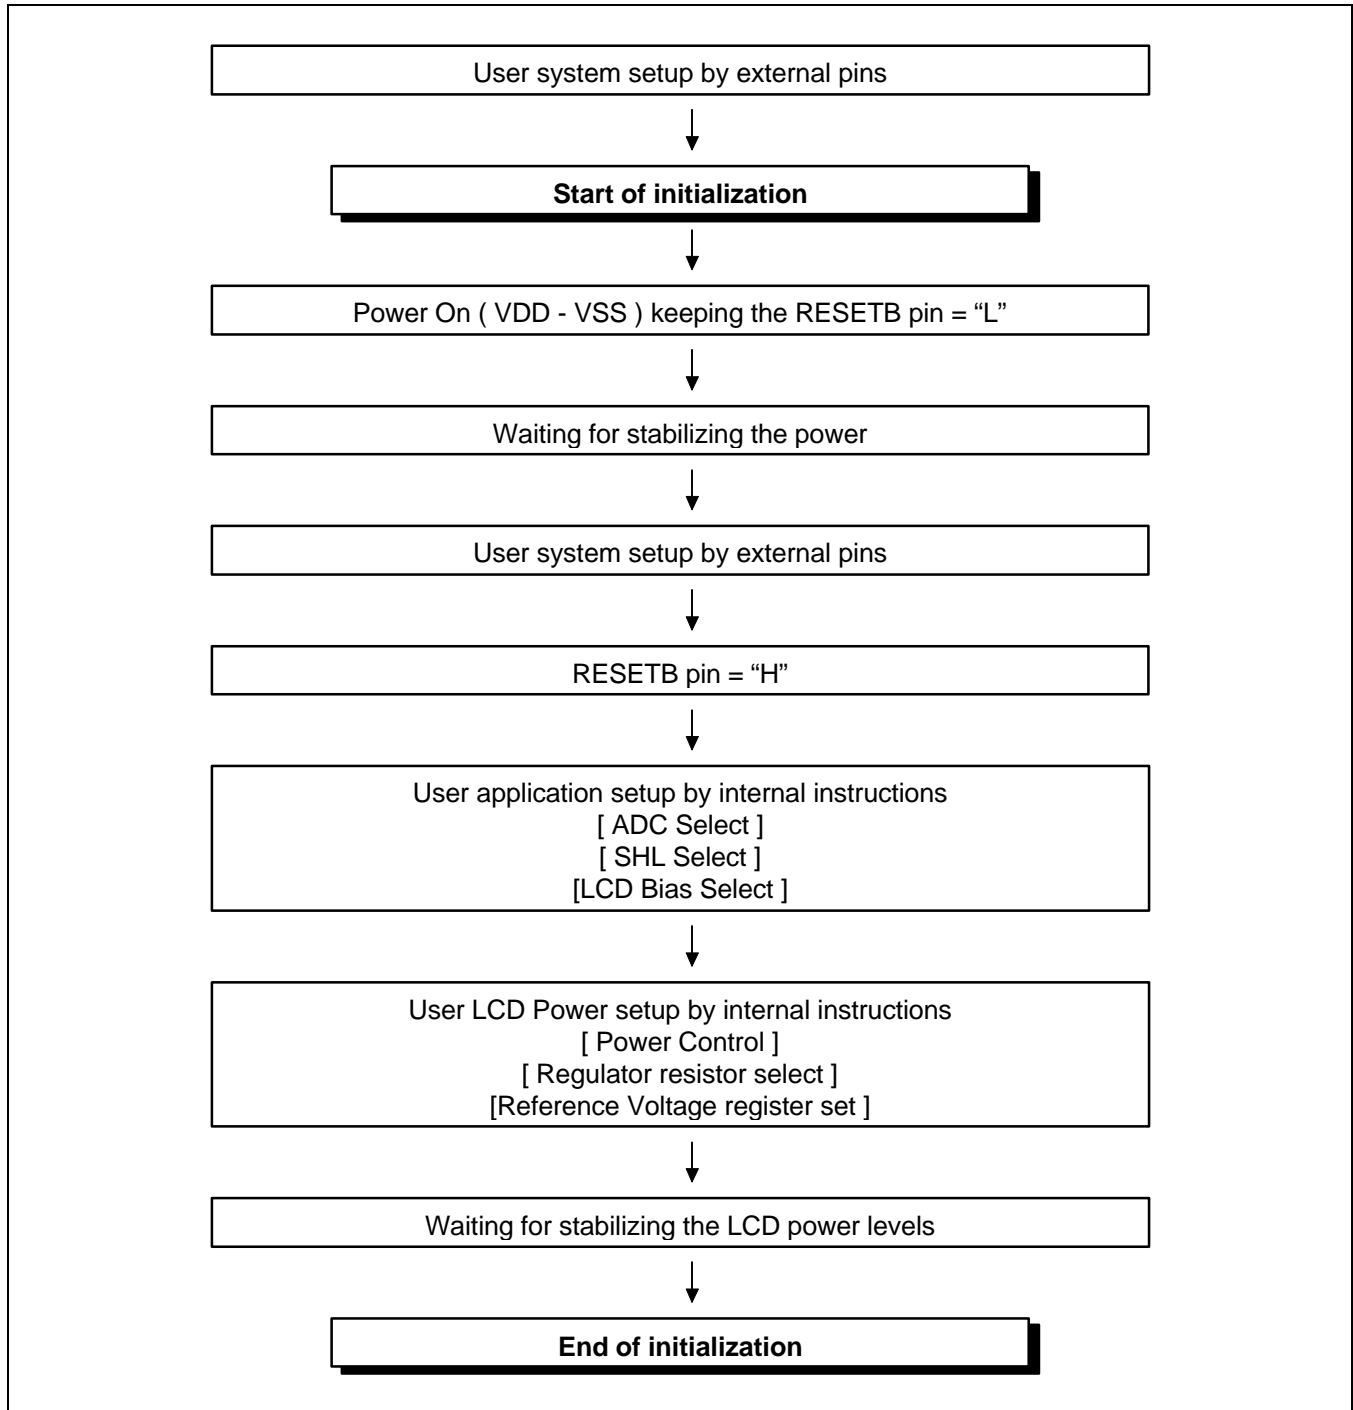 User system setup by external pins
Start of initialization
Power On ( VDD - VSS ) keeping the RESETB pin = “L”
Waiting for stabilizing the power
User system setup by external pins
RESETB pin = “H”
User application setup by internal instructions
[ ADC Select ]
[ SHL Select ]
[LCD Bias Select ]
User LCD Power setup by internal instructions
[ Power Control ]
[ Regulator resistor select ]
[Reference Voltage register set ]
Waiting for stabilizing the LCD power levels
End of initialization